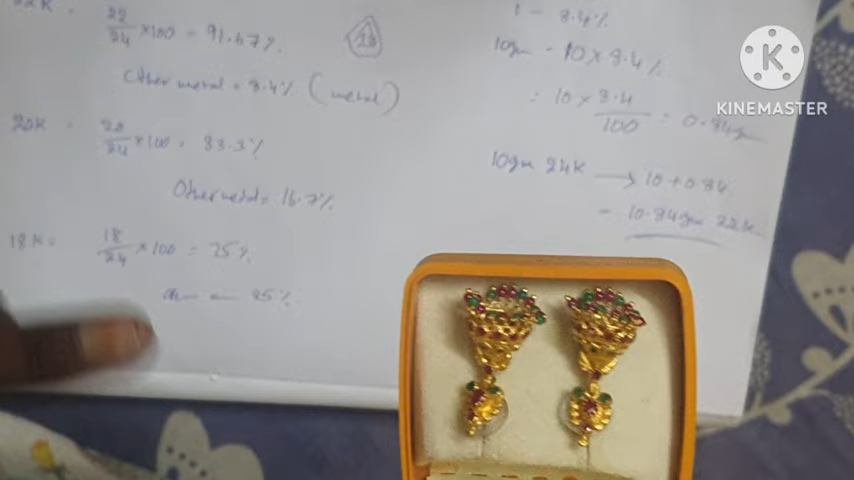 22K =
22/24 × 100 = 91.67%.
Other metal = 8.4% (metal)
20K =
20/24 × 100 = 83.3%
Other metal = 16.7%
18K =
18/24 × 100 = 75%.
25%
1 - 8.4%
10gm - 10 × 8.4%
= 10 × 8.4/100 = 0.84gm
10gm 24K → 10 + 0.84
= 10.84gm 22K
KINEMASTER